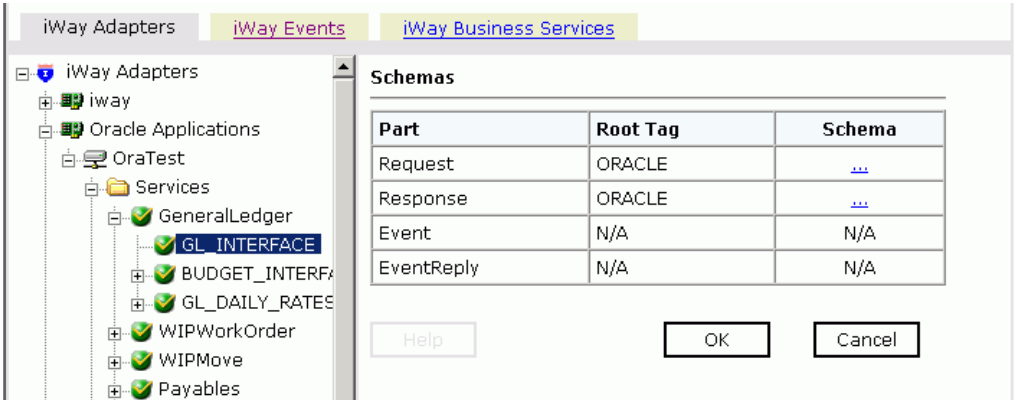 iWay Adapters iWay Events iWay Business Services
iWay Adapters
iway
Oracle Applications
OraTest
Services
GeneralLedger
GL_INTERFACE
BUDGET_INTERFA
GL_DAILY_RATES
WIPWorkOrder
WIPMove
Payables
Schemas
Part Root Tag Schema
Request ORACLE ...
Response ORACLE ...
Event N/A N/A
EventReply N/A N/A
Help OK Cancel